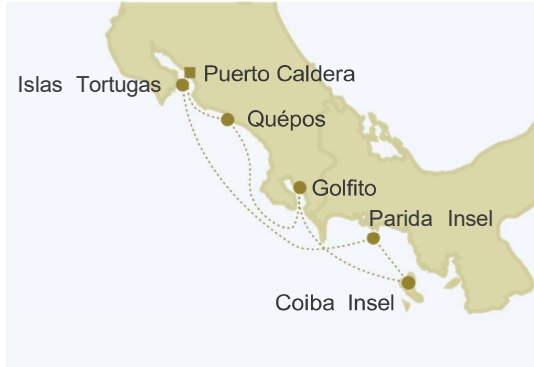 Puerto Caldera
Islas Tortugas
Quépos
Golfito
Parida Insel
Coiba Insel